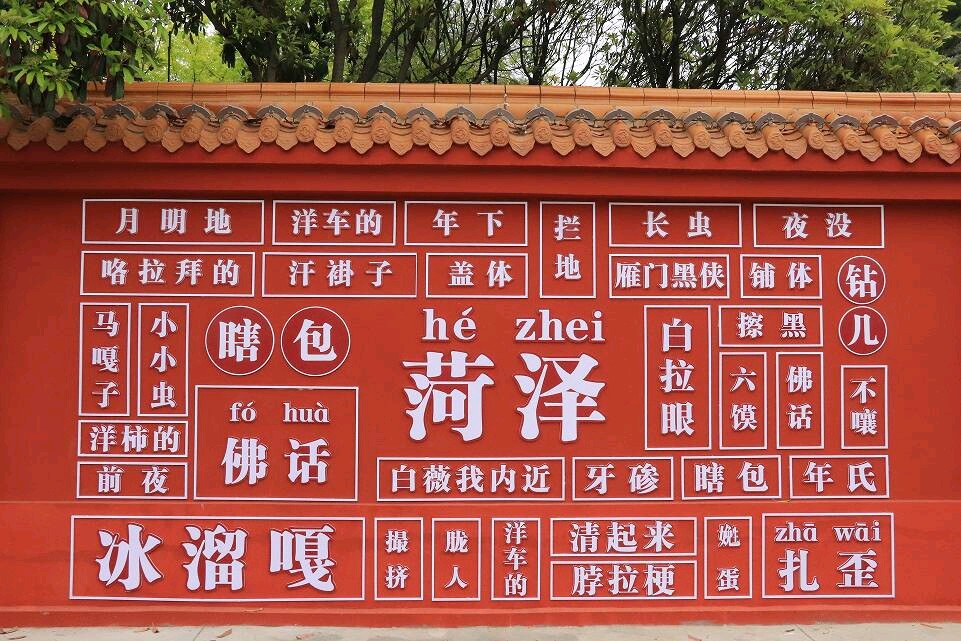 月明地
洋车的
年下
拦地
长虫
夜没
咯拉拜的
汗褂子
盖体
雁门黑侠
铺体
钻几
马嘎子
小小虫
瞎包
hé zhei
菏泽
白拉眼
擦黑
六馍
佛话
不嚷
fó huà
佛话
洋柿的
前夜
白薇我内近
牙碜
瞎包
年氏
冰溜嘎
撮挤
胧人
洋车的
清起来
脖拉梗
zhā wāi
扎歪